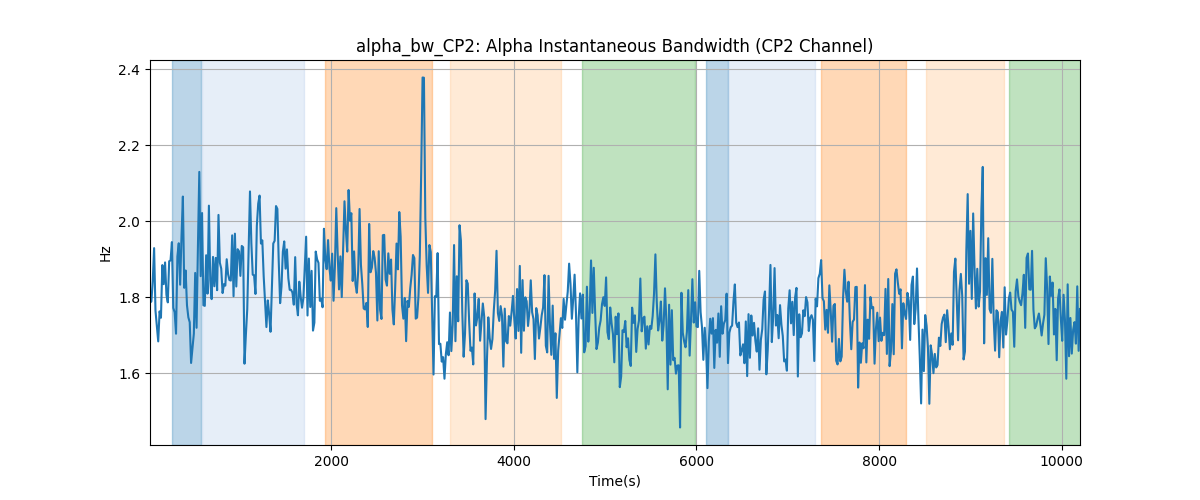 alpha_bw_CP2: Alpha Instantaneous Bandwidth (CP2 Channel)
2.4
2.2
2.0
1.8
1.6
Hz
2000 4000 6000 8000 10000
Time(s)